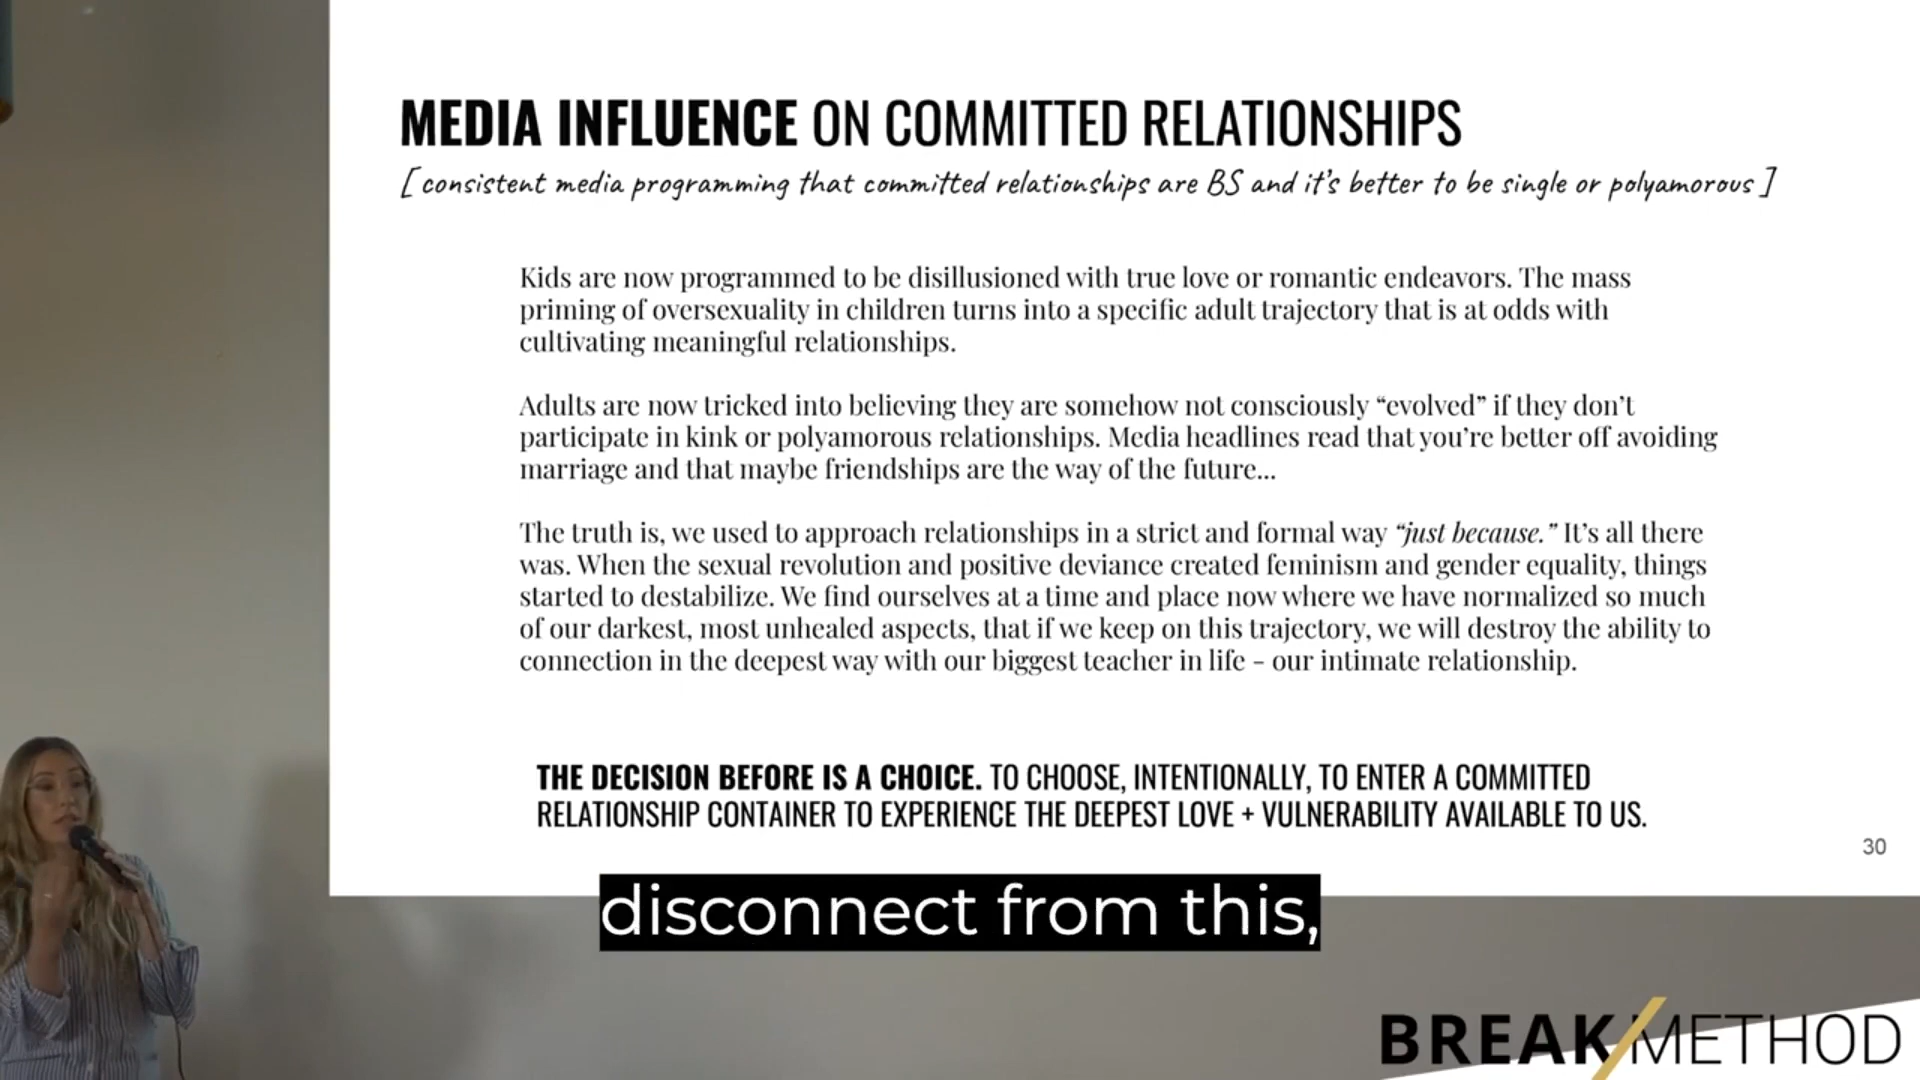 MEDIA INFLUENCE ON COMMITTED RELATIONSHIPS
[ consistent media programming that committed relationships are BS and it's better to be single or polyamorous ]
Kids are now programmed to be disillusioned with true love or romantic endeavors. The mass
priming of oversexuality in children turns into a specific adult trajectory that is at odds with
cultivating meaningful relationships.
Adults are now tricked into believing they are somehow not consciously “evolved” if they don’t
participate in kink or polyamorous relationships. Media headlines read that you’re better off avoiding
marriage and that maybe friendships are the way of the future...
The truth is, we used to approach relationships in a strict and formal way “just because.” It’s all there
was. When the sexual revolution and positive deviance created feminism and gender equality, things
started to destabilize. We find ourselves at a time and place now where we have normalized so much
of our darkest, most unhealed aspects, that if we keep on this trajectory, we will destroy the ability to
connection in the deepest way with our biggest teacher in life - our intimate relationship.
THE DECISION BEFORE IS A CHOICE. TO CHOOSE, INTENTIONALLY, TO ENTER A COMMITTED
RELATIONSHIP CONTAINER TO EXPERIENCE THE DEEPEST LOVE + VULNERABILITY AVAILABLE TO US.
30
disconnect from this,
BREAK/METHOD